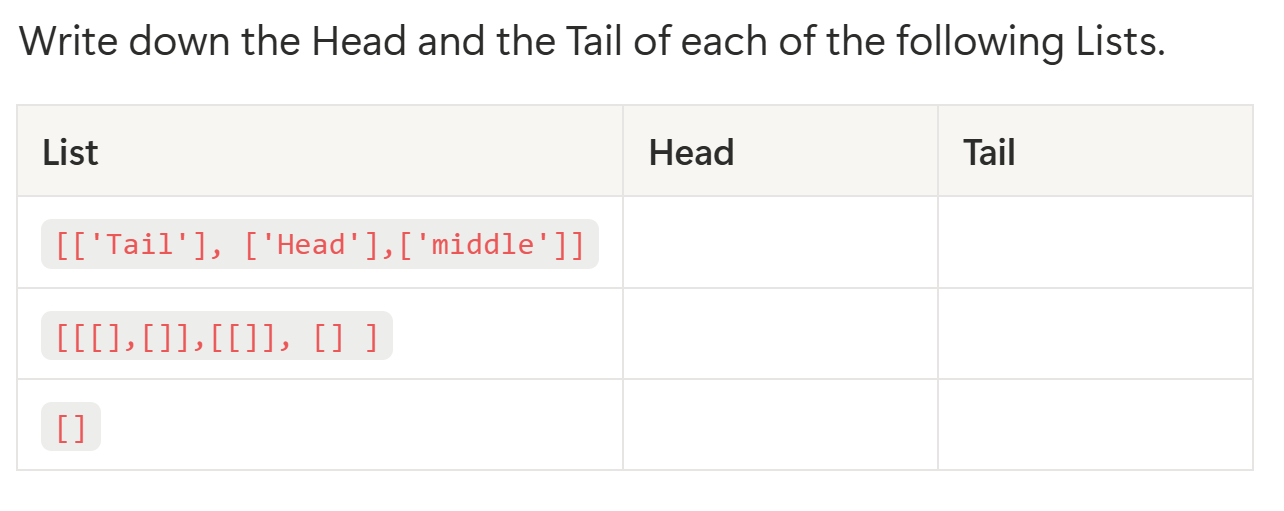 Write down the Head and the Tail of each of the following Lists.
List Head Tail
[['Tail'], ['Head'],['middle']]
[[[],[]],[[]], [] ]
[]